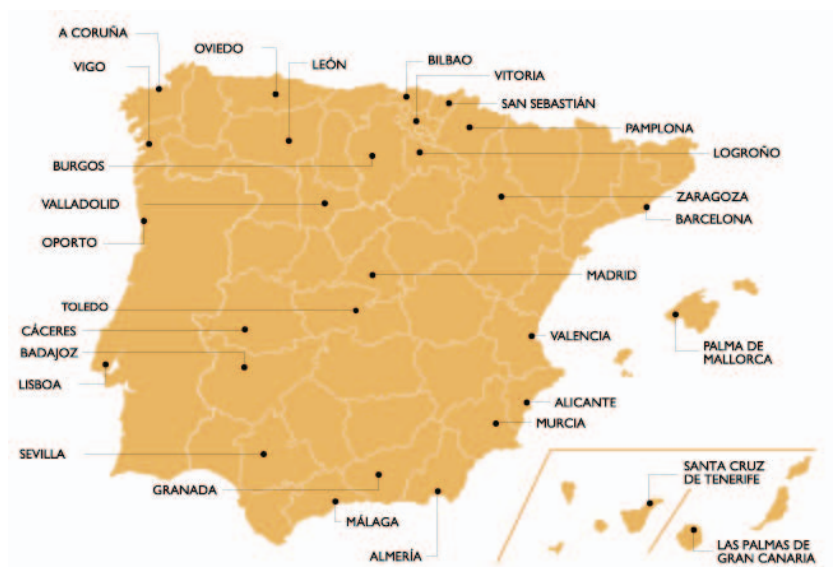 A CORUÑA
OVIEDO
LEÓN
BILBAO
VIGO
VITORIA
SAN SEBASTIÁN
PAMPLONA
LOGROÑO
BURGOS
ZARAGOZA
VALLADOLID
BARCELONA
OPORTO
MADRID
TOLEDO
CÁCERES
VALENCIA
BADAJOZ
PALMA DE
MALLORCA
LISBOA
ALICANTE
MURCIA
SEVILLA
SANTA CRUZ
DE TENERIFE
GRANADA
MÁLAGA
LAS PALMAS DE
GRAN CANARIA
ALMERÍA